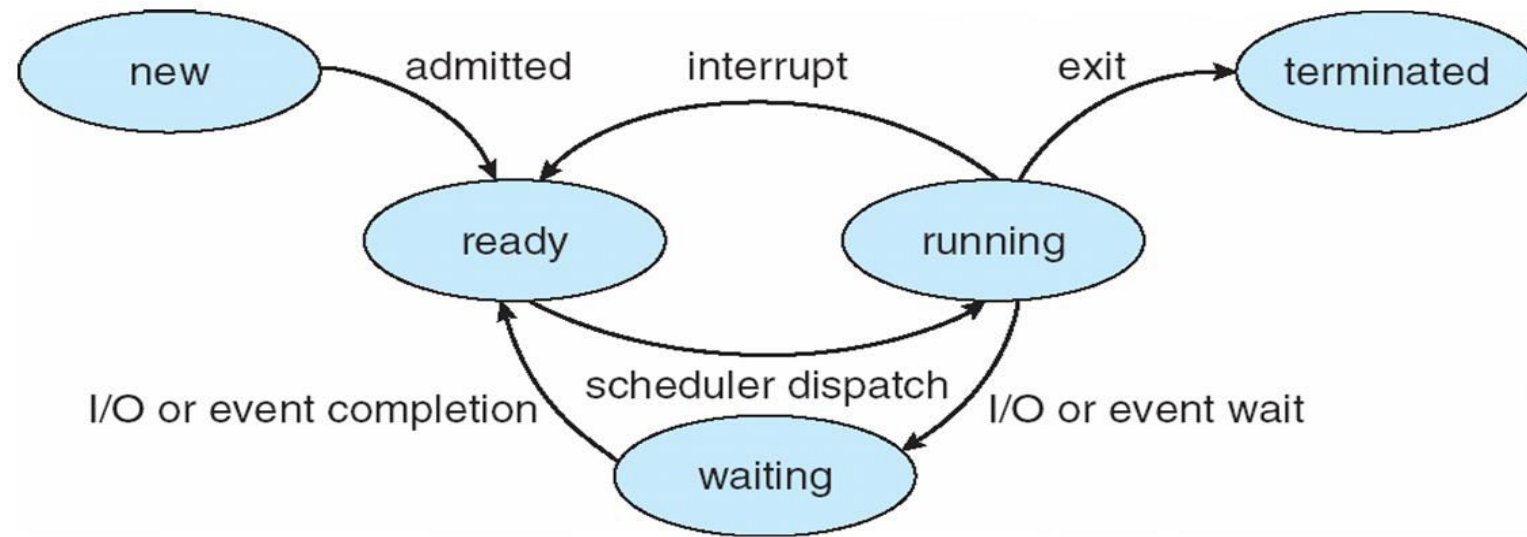 new
admitted
interrupt
exit
terminated
ready
running
scheduler dispatch
I/O or event completion
I/O or event wait
waiting